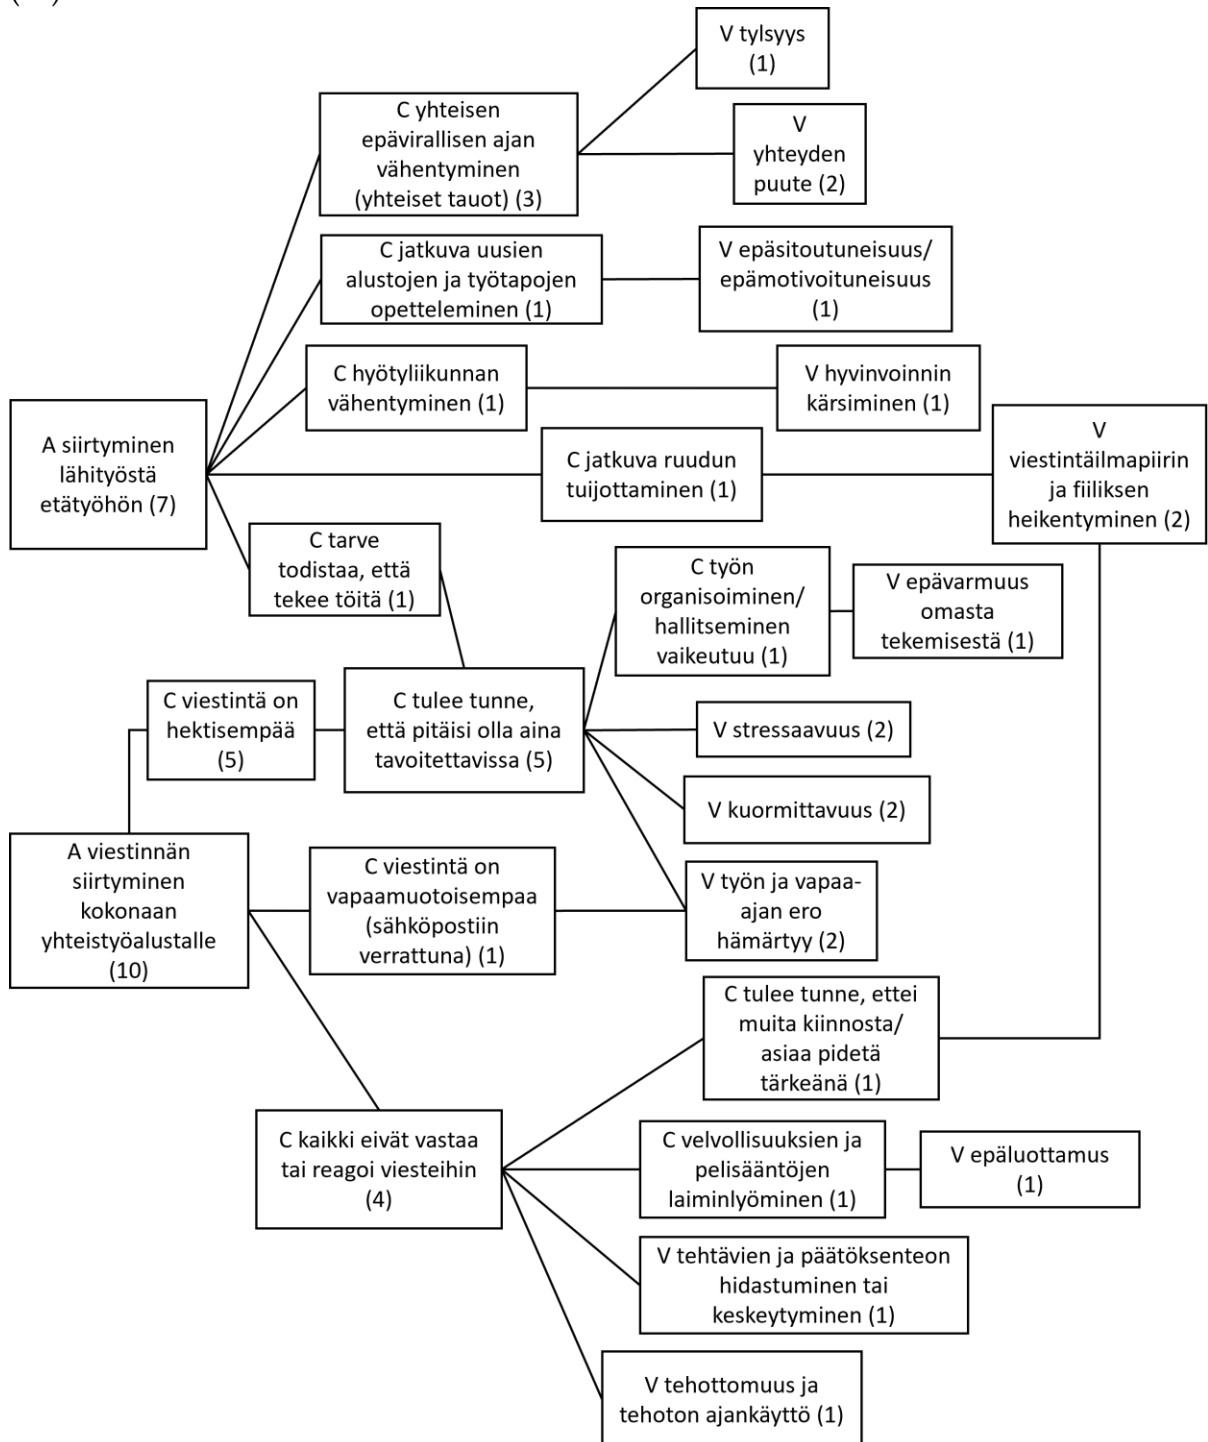 V tylsyys
(1)
C yhteisen
epävirallisen ajan
vähentyminen
(yhteiset tauot) (3)
V
yhteyden
puute (2)
C jatkuva uusien
alustojen ja työtapojen
opetteleminen (1)
V epäsitoutuneisuus/
epämotivoituneisuus
(1)
C hyötyliikunnan
vähentyminen (1)
V hyvinvoinnin
kärsiminen (1)
A siirtyminen
lähityöstä
etätyöhön (7)
C jatkuva ruudun
tuijottaminen (1)
V
viestintäilmapiirin
ja fiiliksen
heikentyminen (2)
C tarve
todistaa, että
tekee töitä (1)
C työn
organisoiminen/
hallitseminen
vaikeutuu (1)
V epävarmuus
omasta
tekemisestä (1)
C viestintä on
hektisempää
(5)
C tulee tunne,
että pitäisi olla aina
tavoitettavissa (5)
V stressaavuus (2)
V kuormittavuus (2)
A viestinnän
siirtyminen
kokonaan
yhteistyöalustalle
(10)
C viestintä on
vapaamuotoisempaa
(sähköpostiin
verrattuna) (1)
V työn ja vapaa-
ajan ero
hämärtyy (2)
C tulee tunne, ettei
muita kiinnosta/
asiaa pidetä
tärkeänä (1)
C kaikki eivät vastaa
tai reagoi viesteihin
(4)
C velvollisuuksien ja
pelisääntöjen
laiminlyöminen (1)
V epäluottamus
(1)
V tehtävien ja päätöksenteon
hidastuminen tai
keskeytyminen (1)
V tehottomuus ja
tehoton ajankäyttö (1)